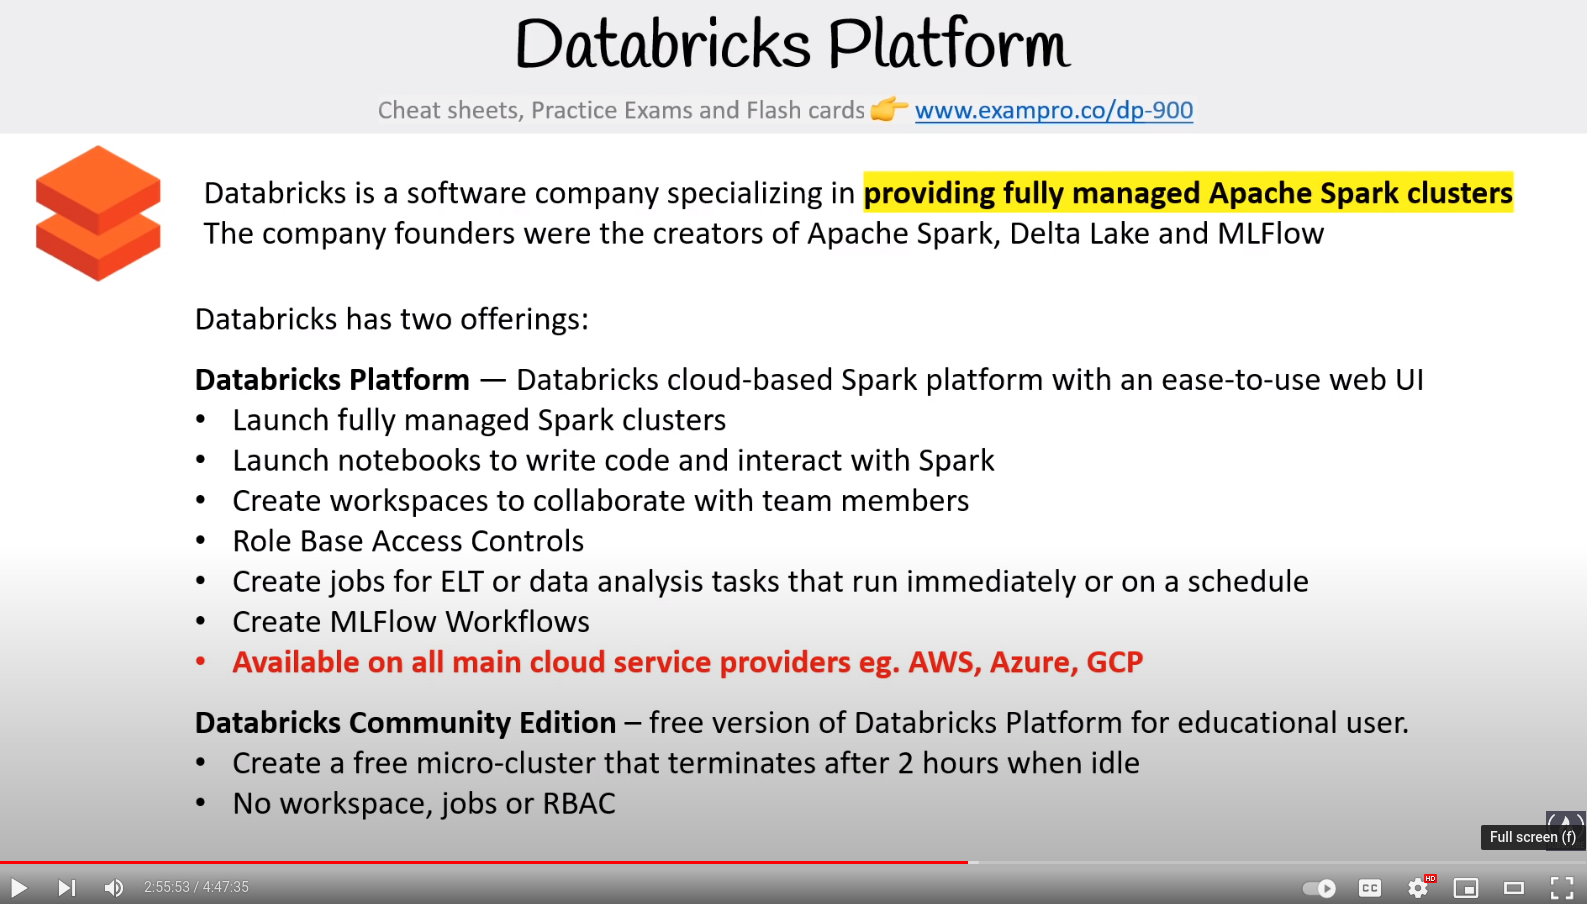 Databricks Platform
Cheat sheets, Practice Exams and Flash cards 👉 www.exampro.co/dp-900
Databricks is a software company specializing in providing fully managed Apache Spark clusters
The company founders were the creators of Apache Spark, Delta Lake and MLFlow
Databricks has two offerings:
Databricks Platform — Databricks cloud-based Spark platform with an ease-to-use web UI
• Launch fully managed Spark clusters
• Launch notebooks to write code and interact with Spark
• Create workspaces to collaborate with team members
• Role Base Access Controls
• Create jobs for ELT or data analysis tasks that run immediately or on a schedule
• Create MLFlow Workflows
• Available on all main cloud service providers eg. AWS, Azure, GCP
Databricks Community Edition – free version of Databricks Platform for educational user.
• Create a free micro-cluster that terminates after 2 hours when idle
• No workspace, jobs or RBAC
Full screen (f)
2:55:53 / 4:47:35
CC
HD